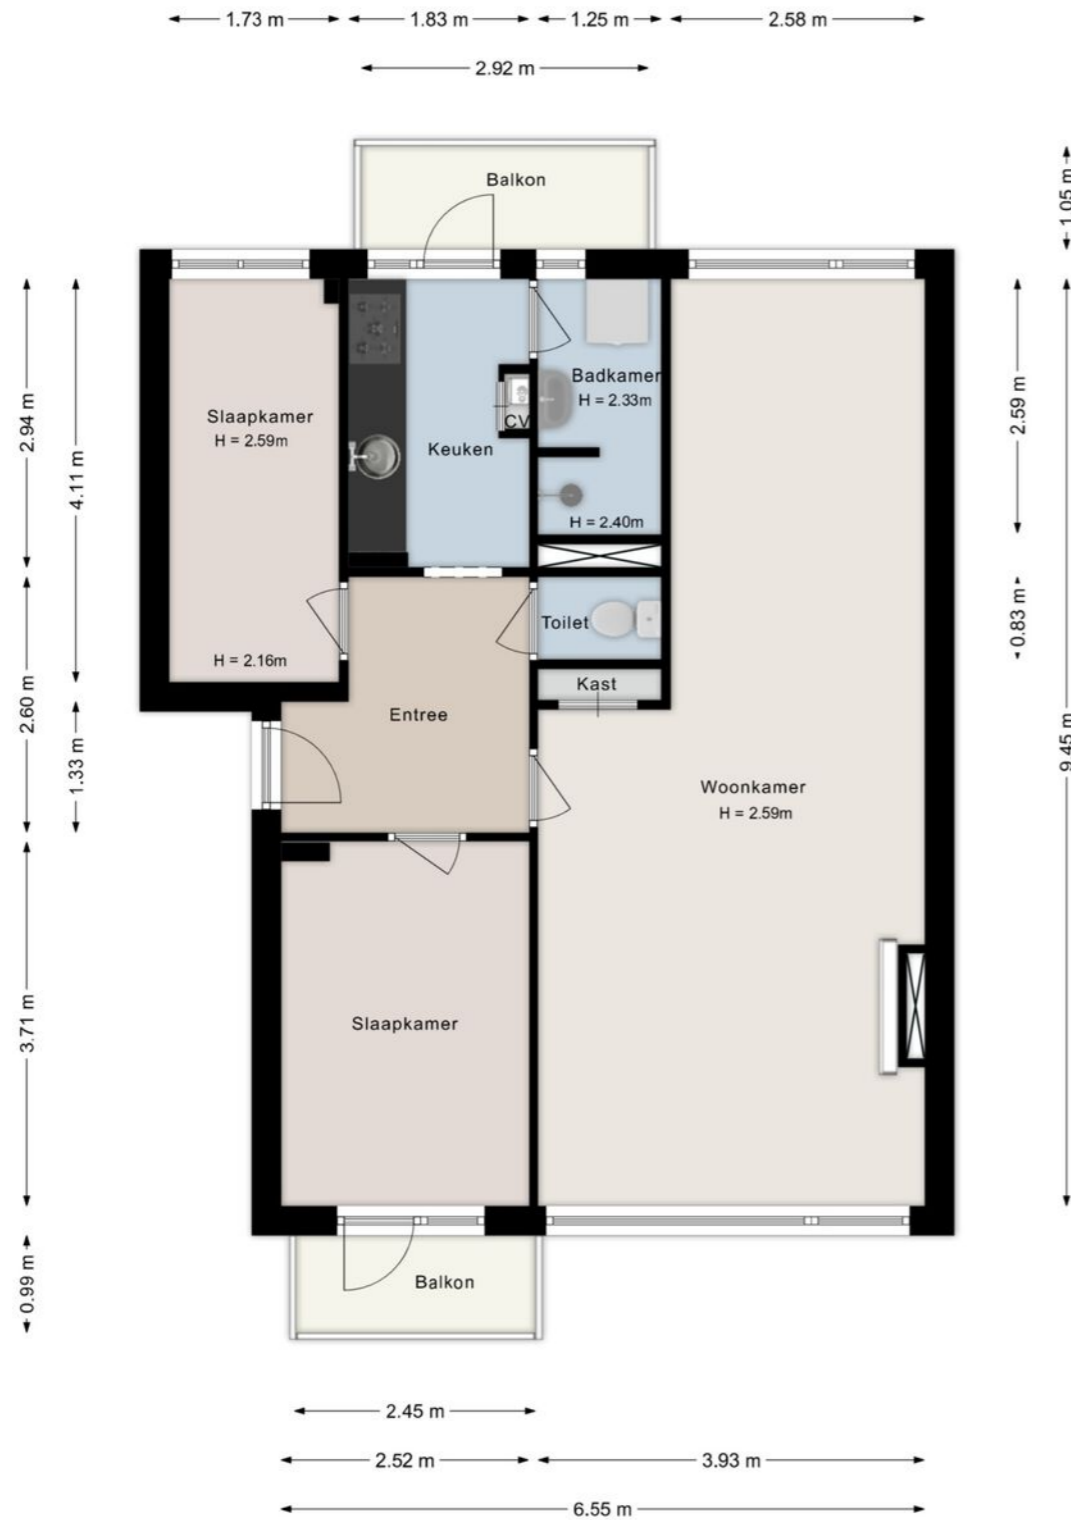 1.73 m
1.83 m
1.25 m
2.58 m
2.92 m
1.05 m
Balkon
2.94 m
4.11 m
Slaapkamer
H = 2.59m
Keuken
CV
Badkamer
H = 2.33m
H = 2.40m
2.59 m
9.45 m
H = 2.16m
Toilet
0.83 m
Kast
2.60 m
1.33 m
Entree
Woonkamer
H = 2.59m
3.71 m
Slaapkamer
0.99 m
Balkon
2.45 m
2.52 m
3.93 m
6.55 m